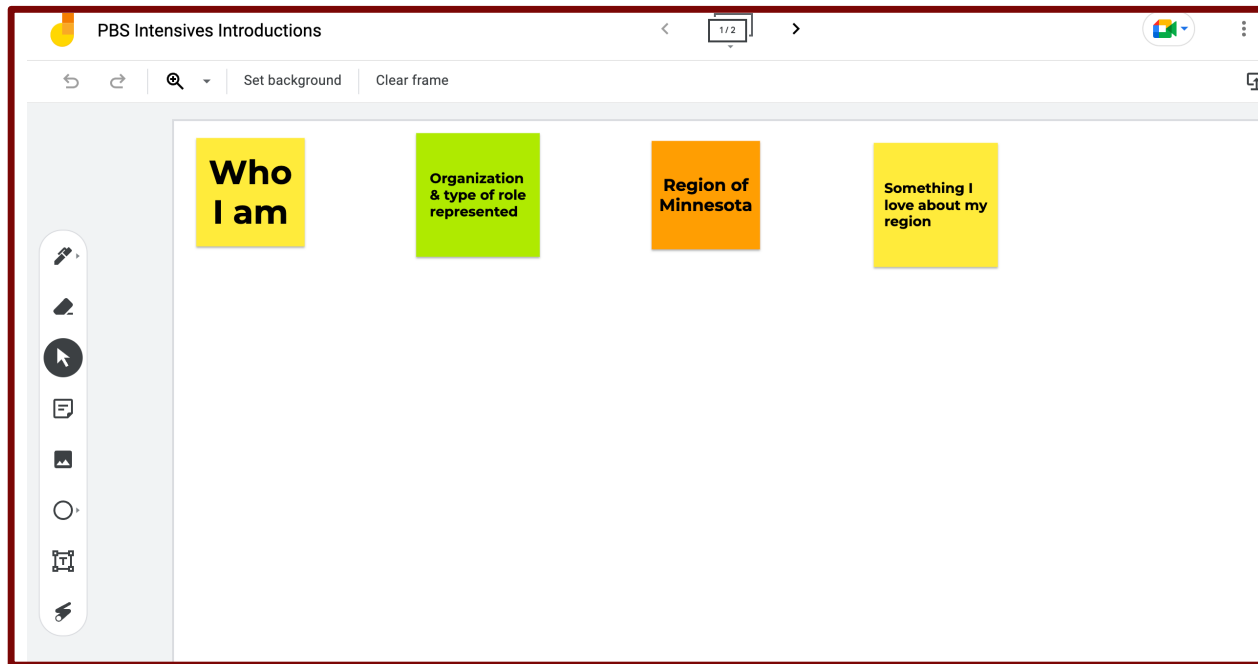 PBS Intensives Introductions
1 / 2
Set background
Clear frame
Who
I am
Organization
& type of role
represented
Region of
Minnesota
Something I
love about my
region
T